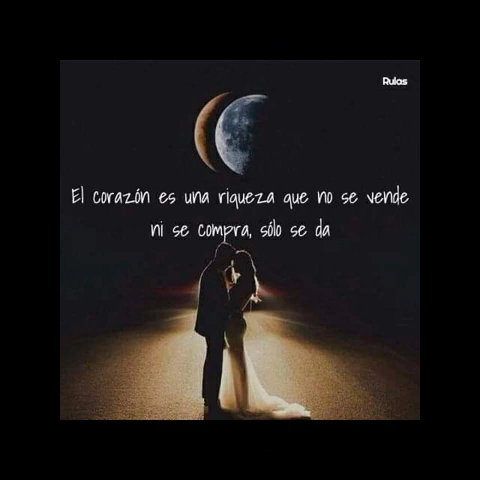 Rulas
El corazón es una riqueza que no se vende
ni se compra, sólo se da